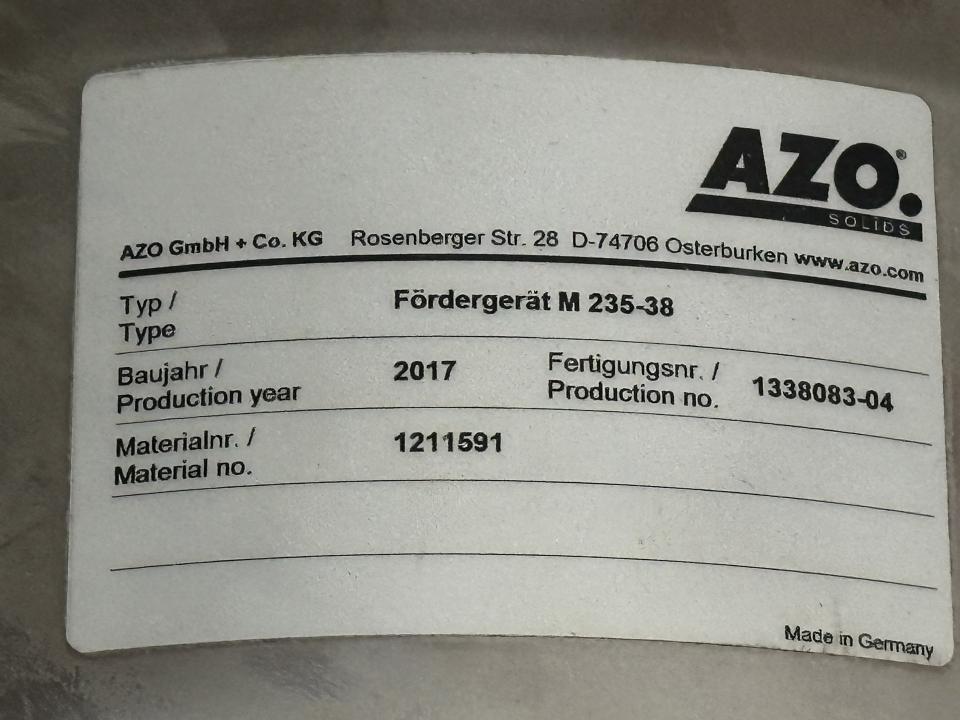 AZO.®
SOLIDS
AZO GmbH + Co. KG Rosenberger Str. 28 D-74706 Osterburken www.azo.com
Typ / Fördergerät M 235-38
Type
Baujahr / 2017 Fertigungsnr. / 1338083-04
Production year Production no.
Materialnr. / 1211591
Material no.
Made in Germany